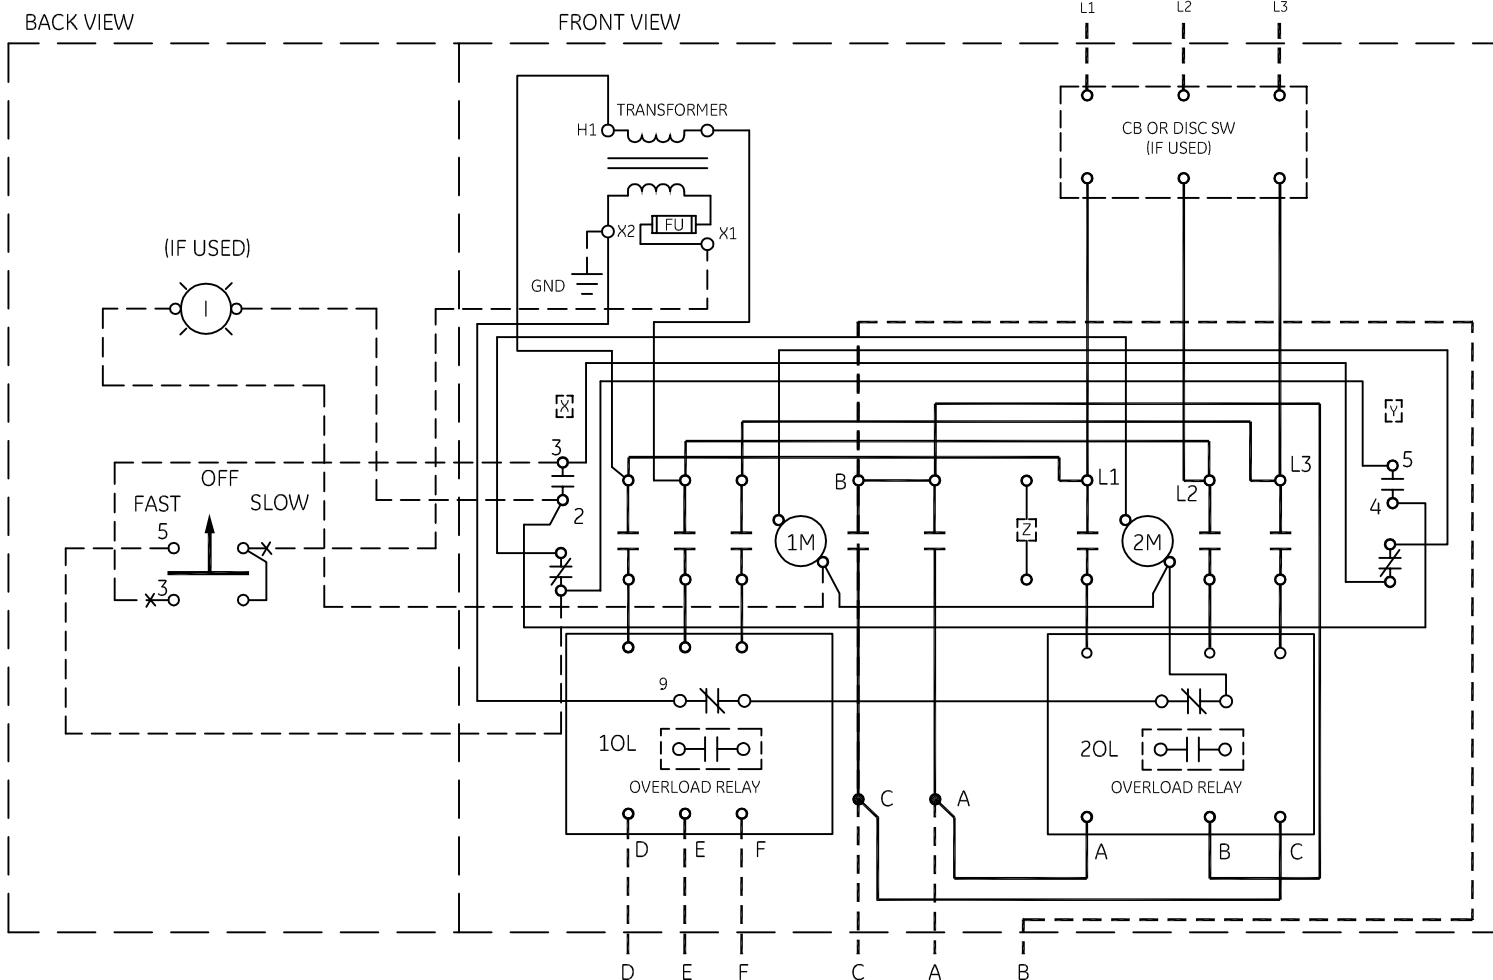 BACK VIEW
FRONT VIEW
L1
L2
L3
TRANSFORMER
H1
CB OR DISC SW
(IF USED)
FU
X2
X1
(IF USED)
GND
I
X
Y
3
5
L3
OFF
B
L1
L2
FAST
SLOW
2
4
5
Z
1M
2M
3
9
1OL
2OL
OVERLOAD RELAY
OVERLOAD RELAY
C
A
D
E
F
A
B
C
D
E
F
C
A
B